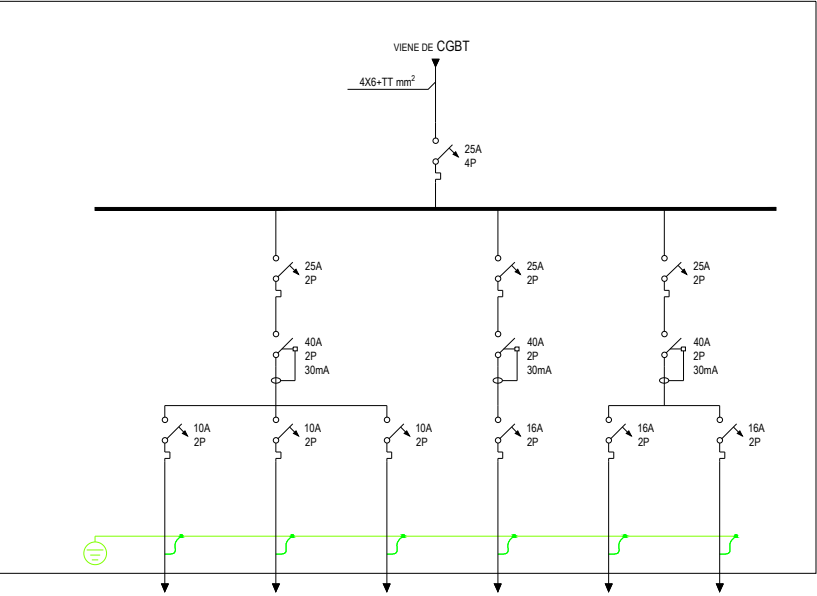 VIENE DE CGBT
4X6+TT mm²
25A
4P
25A
2P
25A
2P
25A
2P
40A
2P
30mA
40A
2P
30mA
40A
2P
30mA
10A
2P
10A
2P
10A
2P
16A
2P
16A
2P
16A
2P